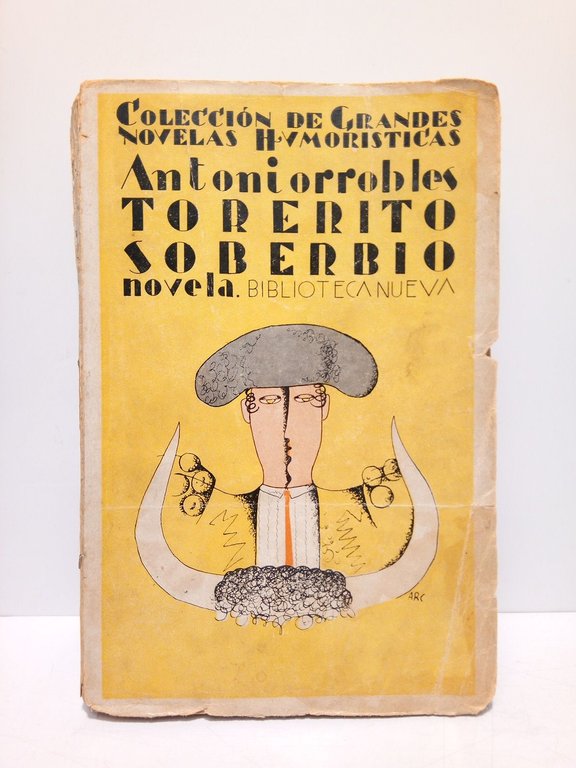 COLECCIÓN DE GRANDES
NOVELAS HVMORISTICAS
Antoniorrobles
TORERITO
SOBERBIO
novela. BIBLIOTECA NUEVA
ARC